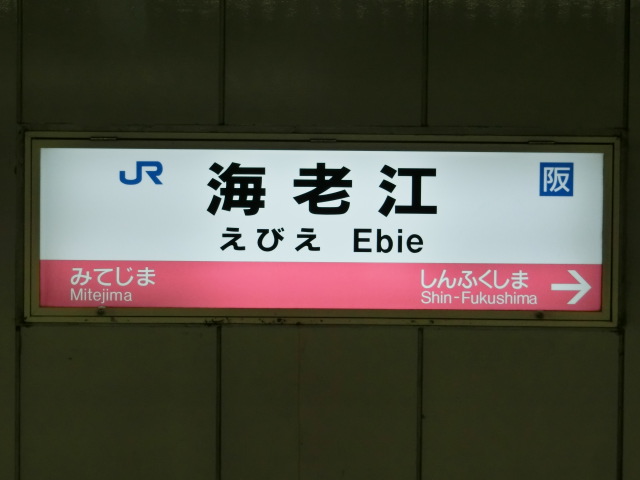 JR 海老江 阪
えびえ Ebie
みてじま しんふくしま →
Mitejima Shin-Fukushima